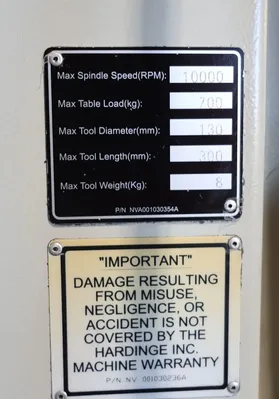 Max Spindle Speed(RPM): 10000
Max Table Load(kg): 700
Max Tool Diameter(mm): 130
Max Tool Length(mm): 300
Max Tool Weight(Kg): 8
P/N NVA001030354A
"IMPORTANT"
DAMAGE RESULTING
FROM MISUSE,
NEGLIGENCE, OR
ACCIDENT IS NOT
COVERED BY THE
HARDINGE INC.
MACHINE WARRANTY
P/N NV 001030236A